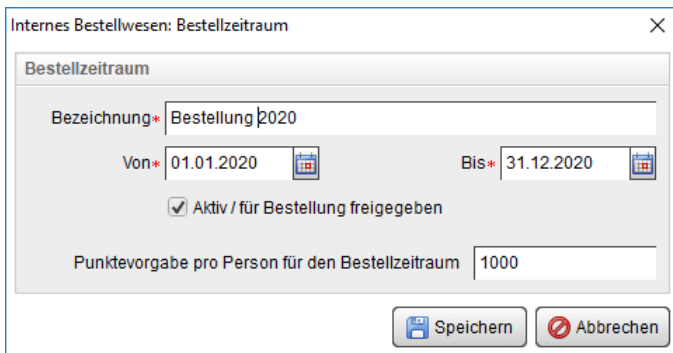 Internes Bestellwesen: Bestellzeitraum
Bestellzeitraum
Bezeichnung* Bestellung 2020
Von* 01.01.2020 Bis* 31.12.2020
Aktiv / für Bestellung freigegeben
Punktevorgabe pro Person für den Bestellzeitraum 1000
Speichern Abbrechen